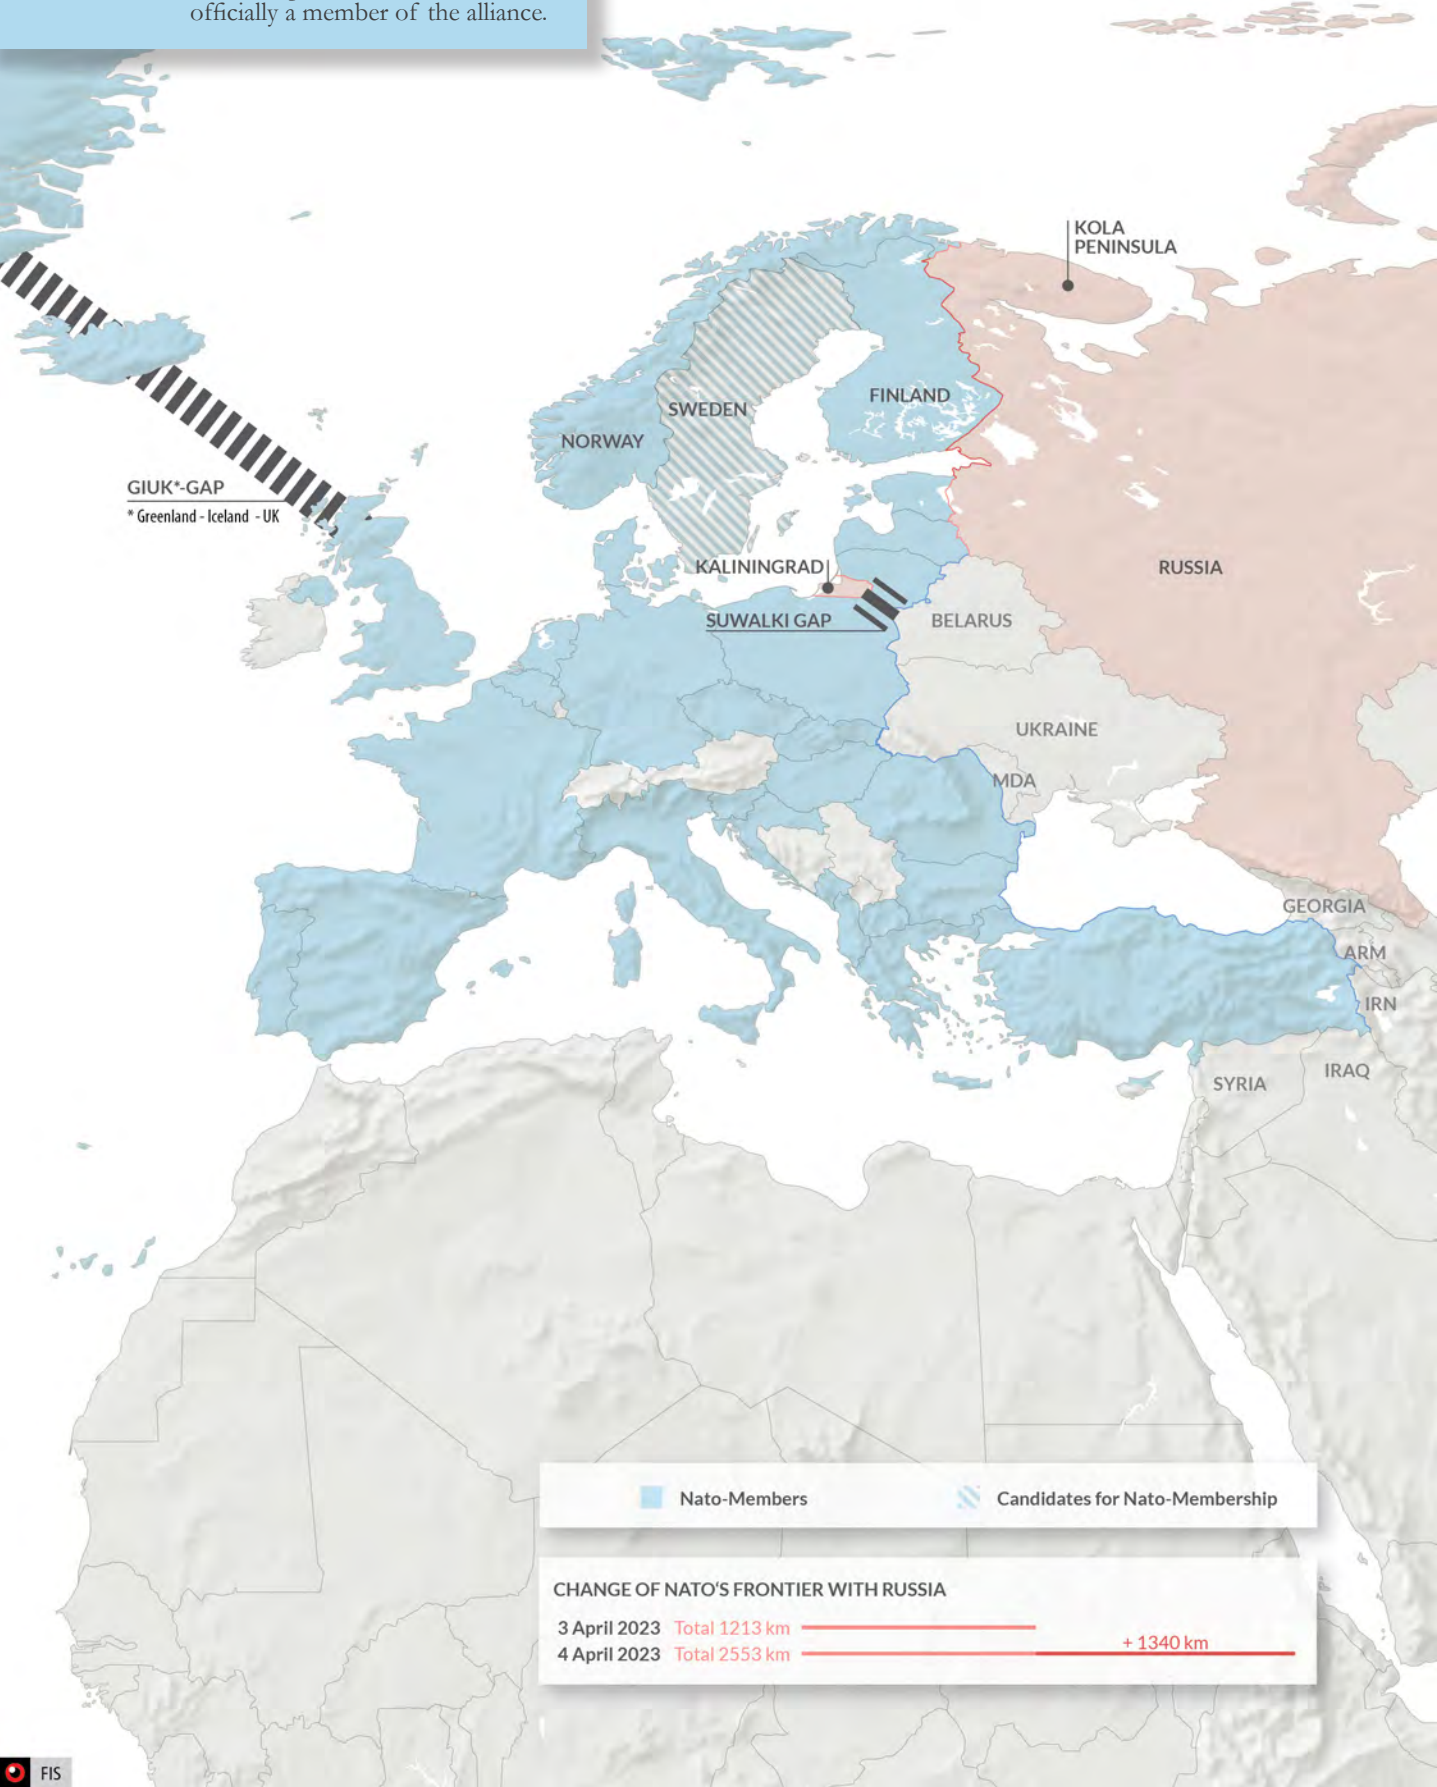 officially a member of the alliance.
KOLA
PENINSULA
FINLAND
SWEDEN
NORWAY
GIUK*-GAP
* Greenland - Iceland - UK
KALININGRAD
RUSSIA
SUWALKI GAP
BELARUS
UKRAINE
MDA
GEORGIA
ARM
IRN
IRAQ
SYRIA
Nato-Members
Candidates for Nato-Membership
CHANGE OF NATO‘S FRONTIER WITH RUSSIA
3 April 2023 Total 1213 km
+ 1340 km
4 April 2023 Total 2553 km
FIS